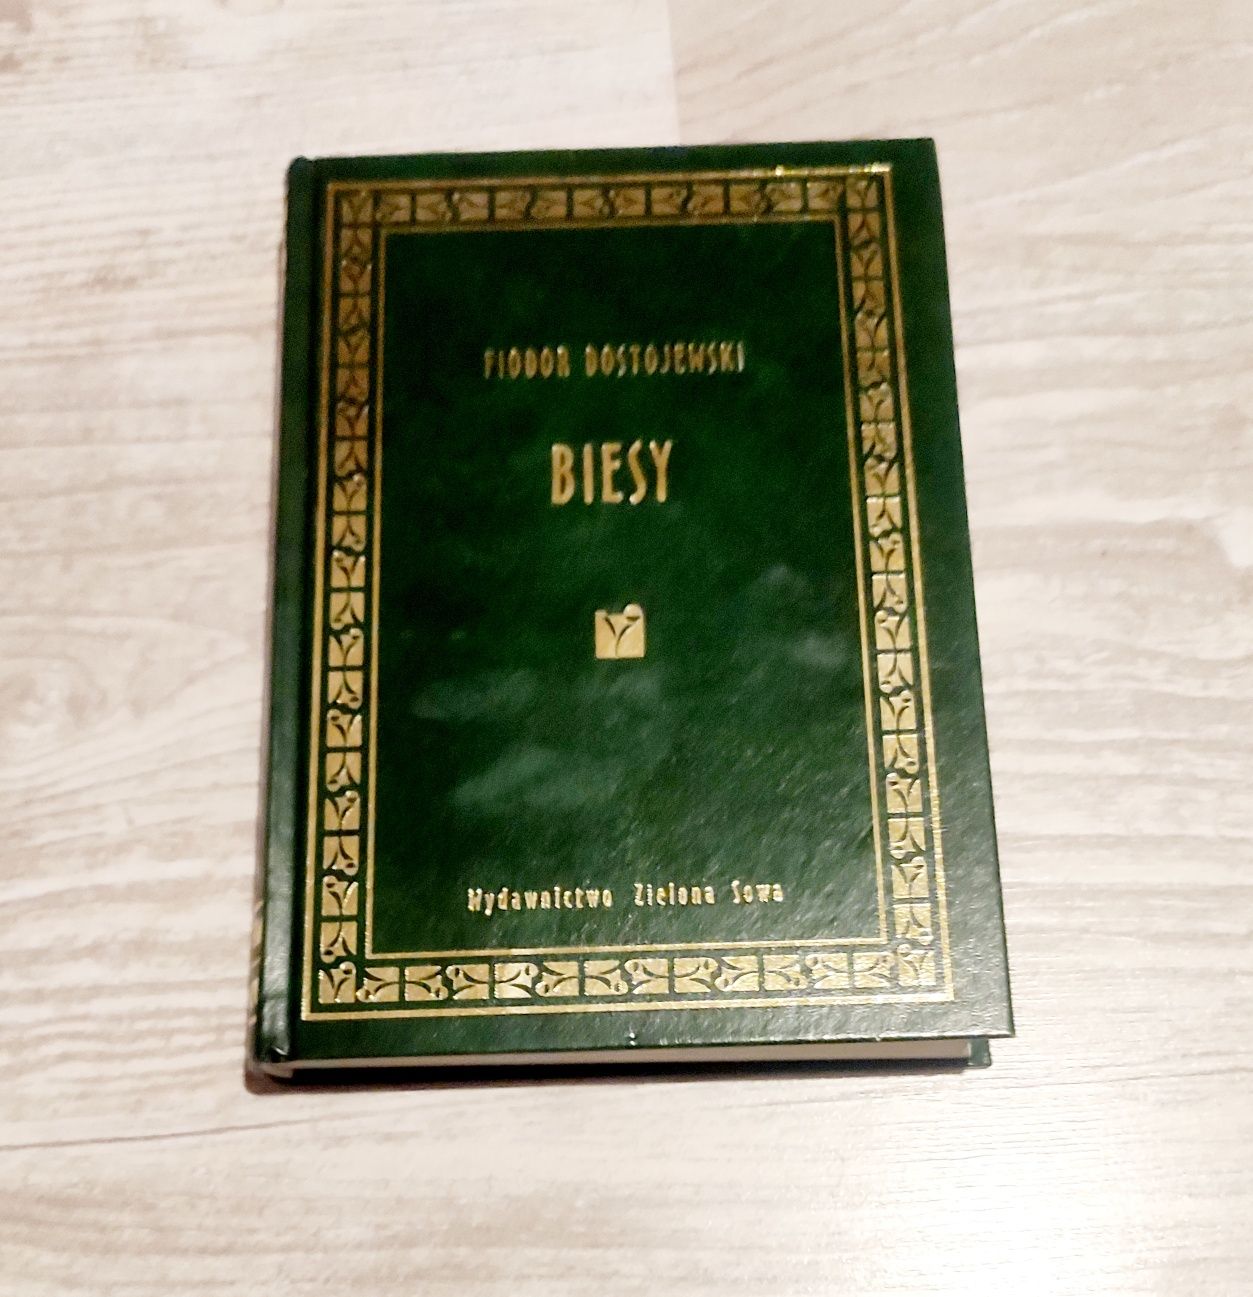 FIODOR DOSTOJEWSKI
BIESY
Wydawnictwo Zielona Sowa